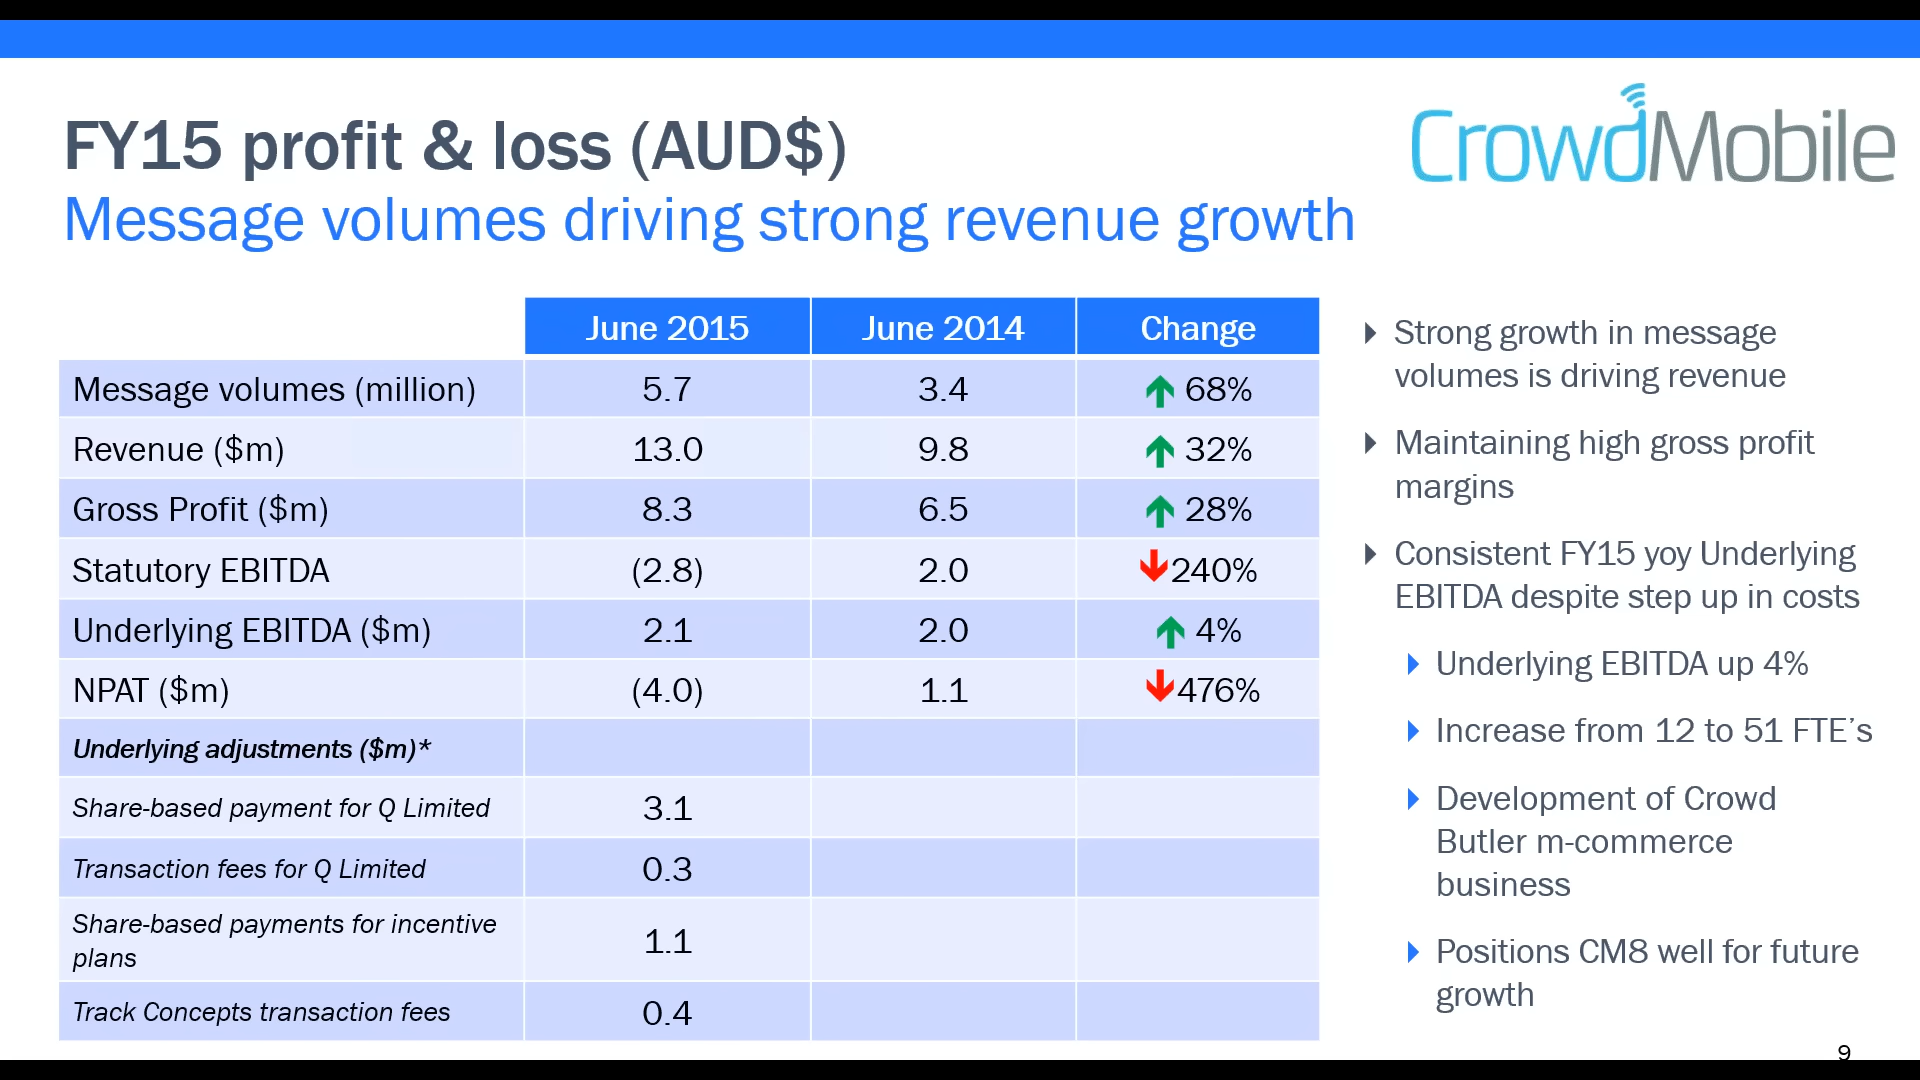 FY15 profit & loss (AUD$)
Message volumes driving strong revenue growth
CrowdMobile
June 2015 June 2014 Change
Message volumes (million) 5.7 3.4 68%
Revenue ($m) 13.0 9.8 32%
Gross Profit ($m) 8.3 6.5 28%
Statutory EBITDA (2.8) 2.0 240%
Underlying EBITDA ($m) 2.1 2.0 4%
NPAT ($m) (4.0) 1.1 476%
Underlying adjustments ($m)*
Share-based payment for Q Limited 3.1
Transaction fees for Q Limited 0.3
Share-based payments for incentive
plans 1.1
Track Concepts transaction fees 0.4
Strong growth in message
volumes is driving revenue
Maintaining high gross profit
margins
Consistent FY15 yoy Underlying
EBITDA despite step up in costs
Underlying EBITDA up 4%
Increase from 12 to 51 FTE’s
Development of Crowd
Butler m-commerce
business
Positions CM8 well for future
growth
9